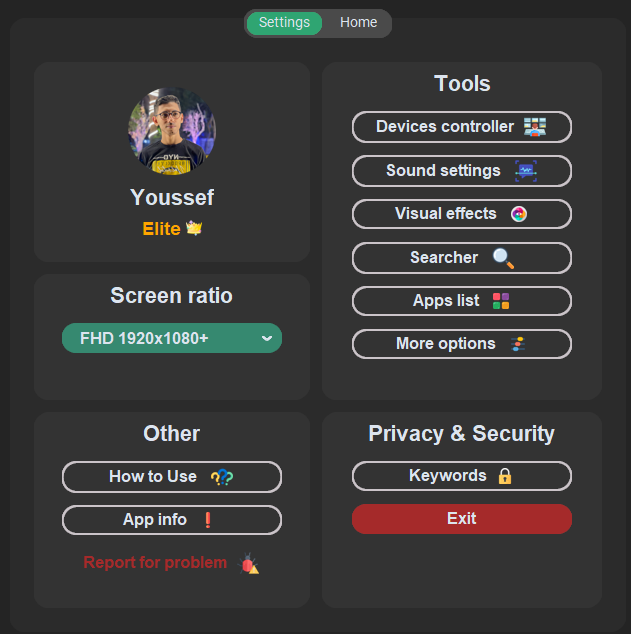 Settings
Home
Youssef
Elite
Screen ratio
FHD 1920x1080+
Tools
Devices controller
Sound settings
Visual effects
Searcher
Apps list
More options
Other
How to Use
App info
Report for problem
Privacy & Security
Keywords
Exit